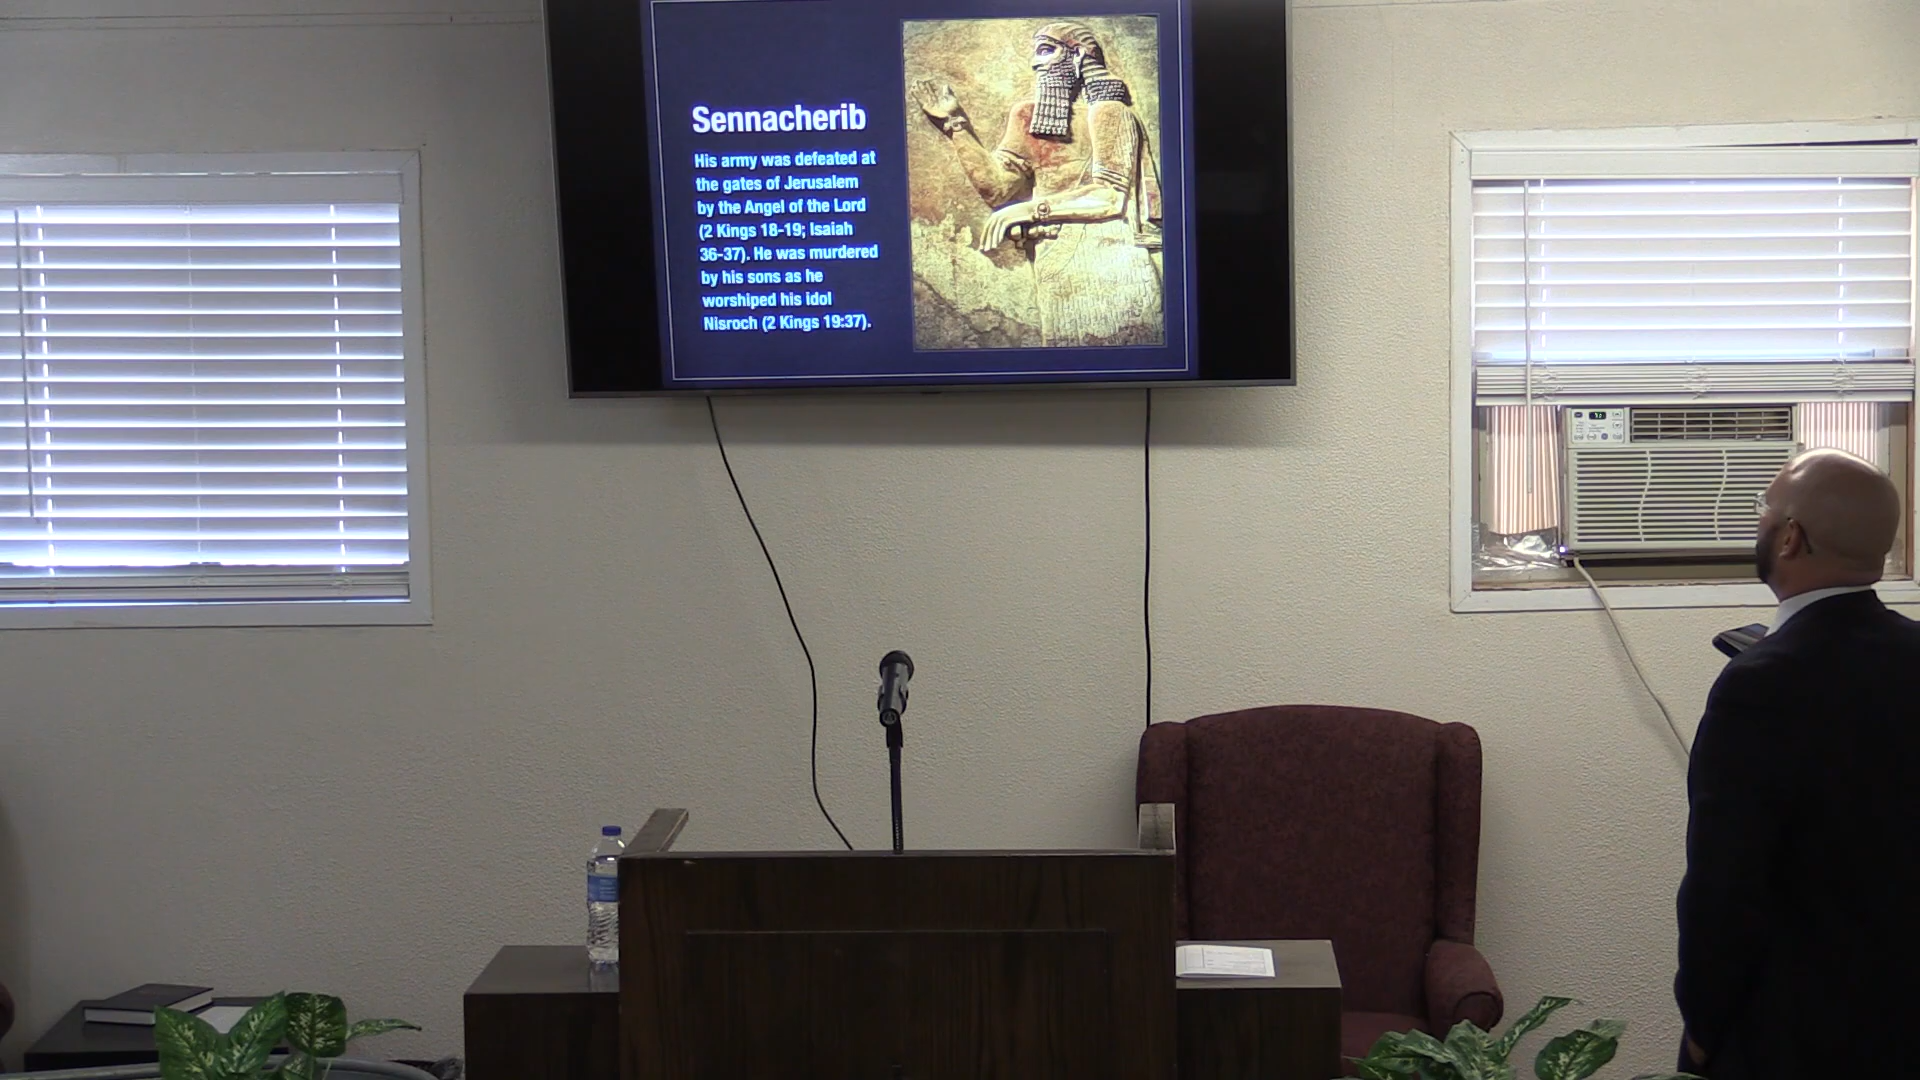 Sennacherib
His army was defeated at
the gates of Jerusalem
by the Angel of the Lord
(2 Kings 18-19; Isaiah
36-37). He was murdered
by his sons as he
worshiped his idol
Nisroch (2 Kings 19:37).